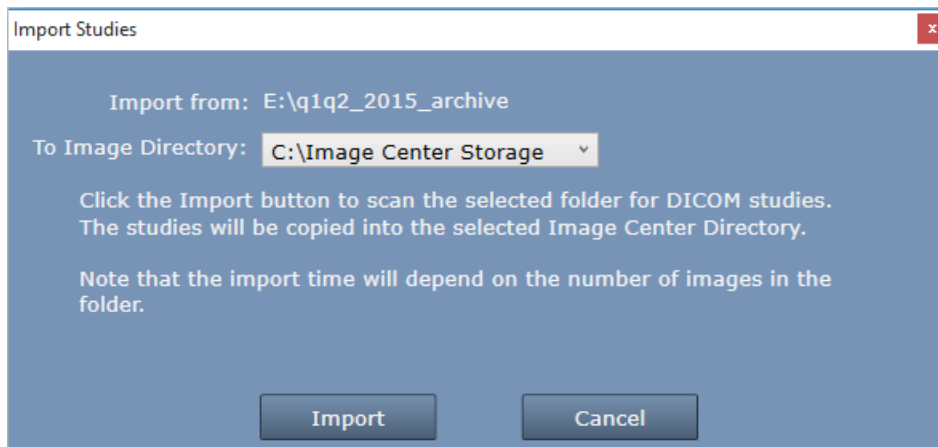 Import Studies
x
Import from: E:\q1q2_2015_archive
To Image Directory: C:\Image Center Storage
Click the Import button to scan the selected folder for DICOM studies.
The studies will be copied into the selected Image Center Directory.
Note that the import time will depend on the number of images in the
folder.
Import Cancel